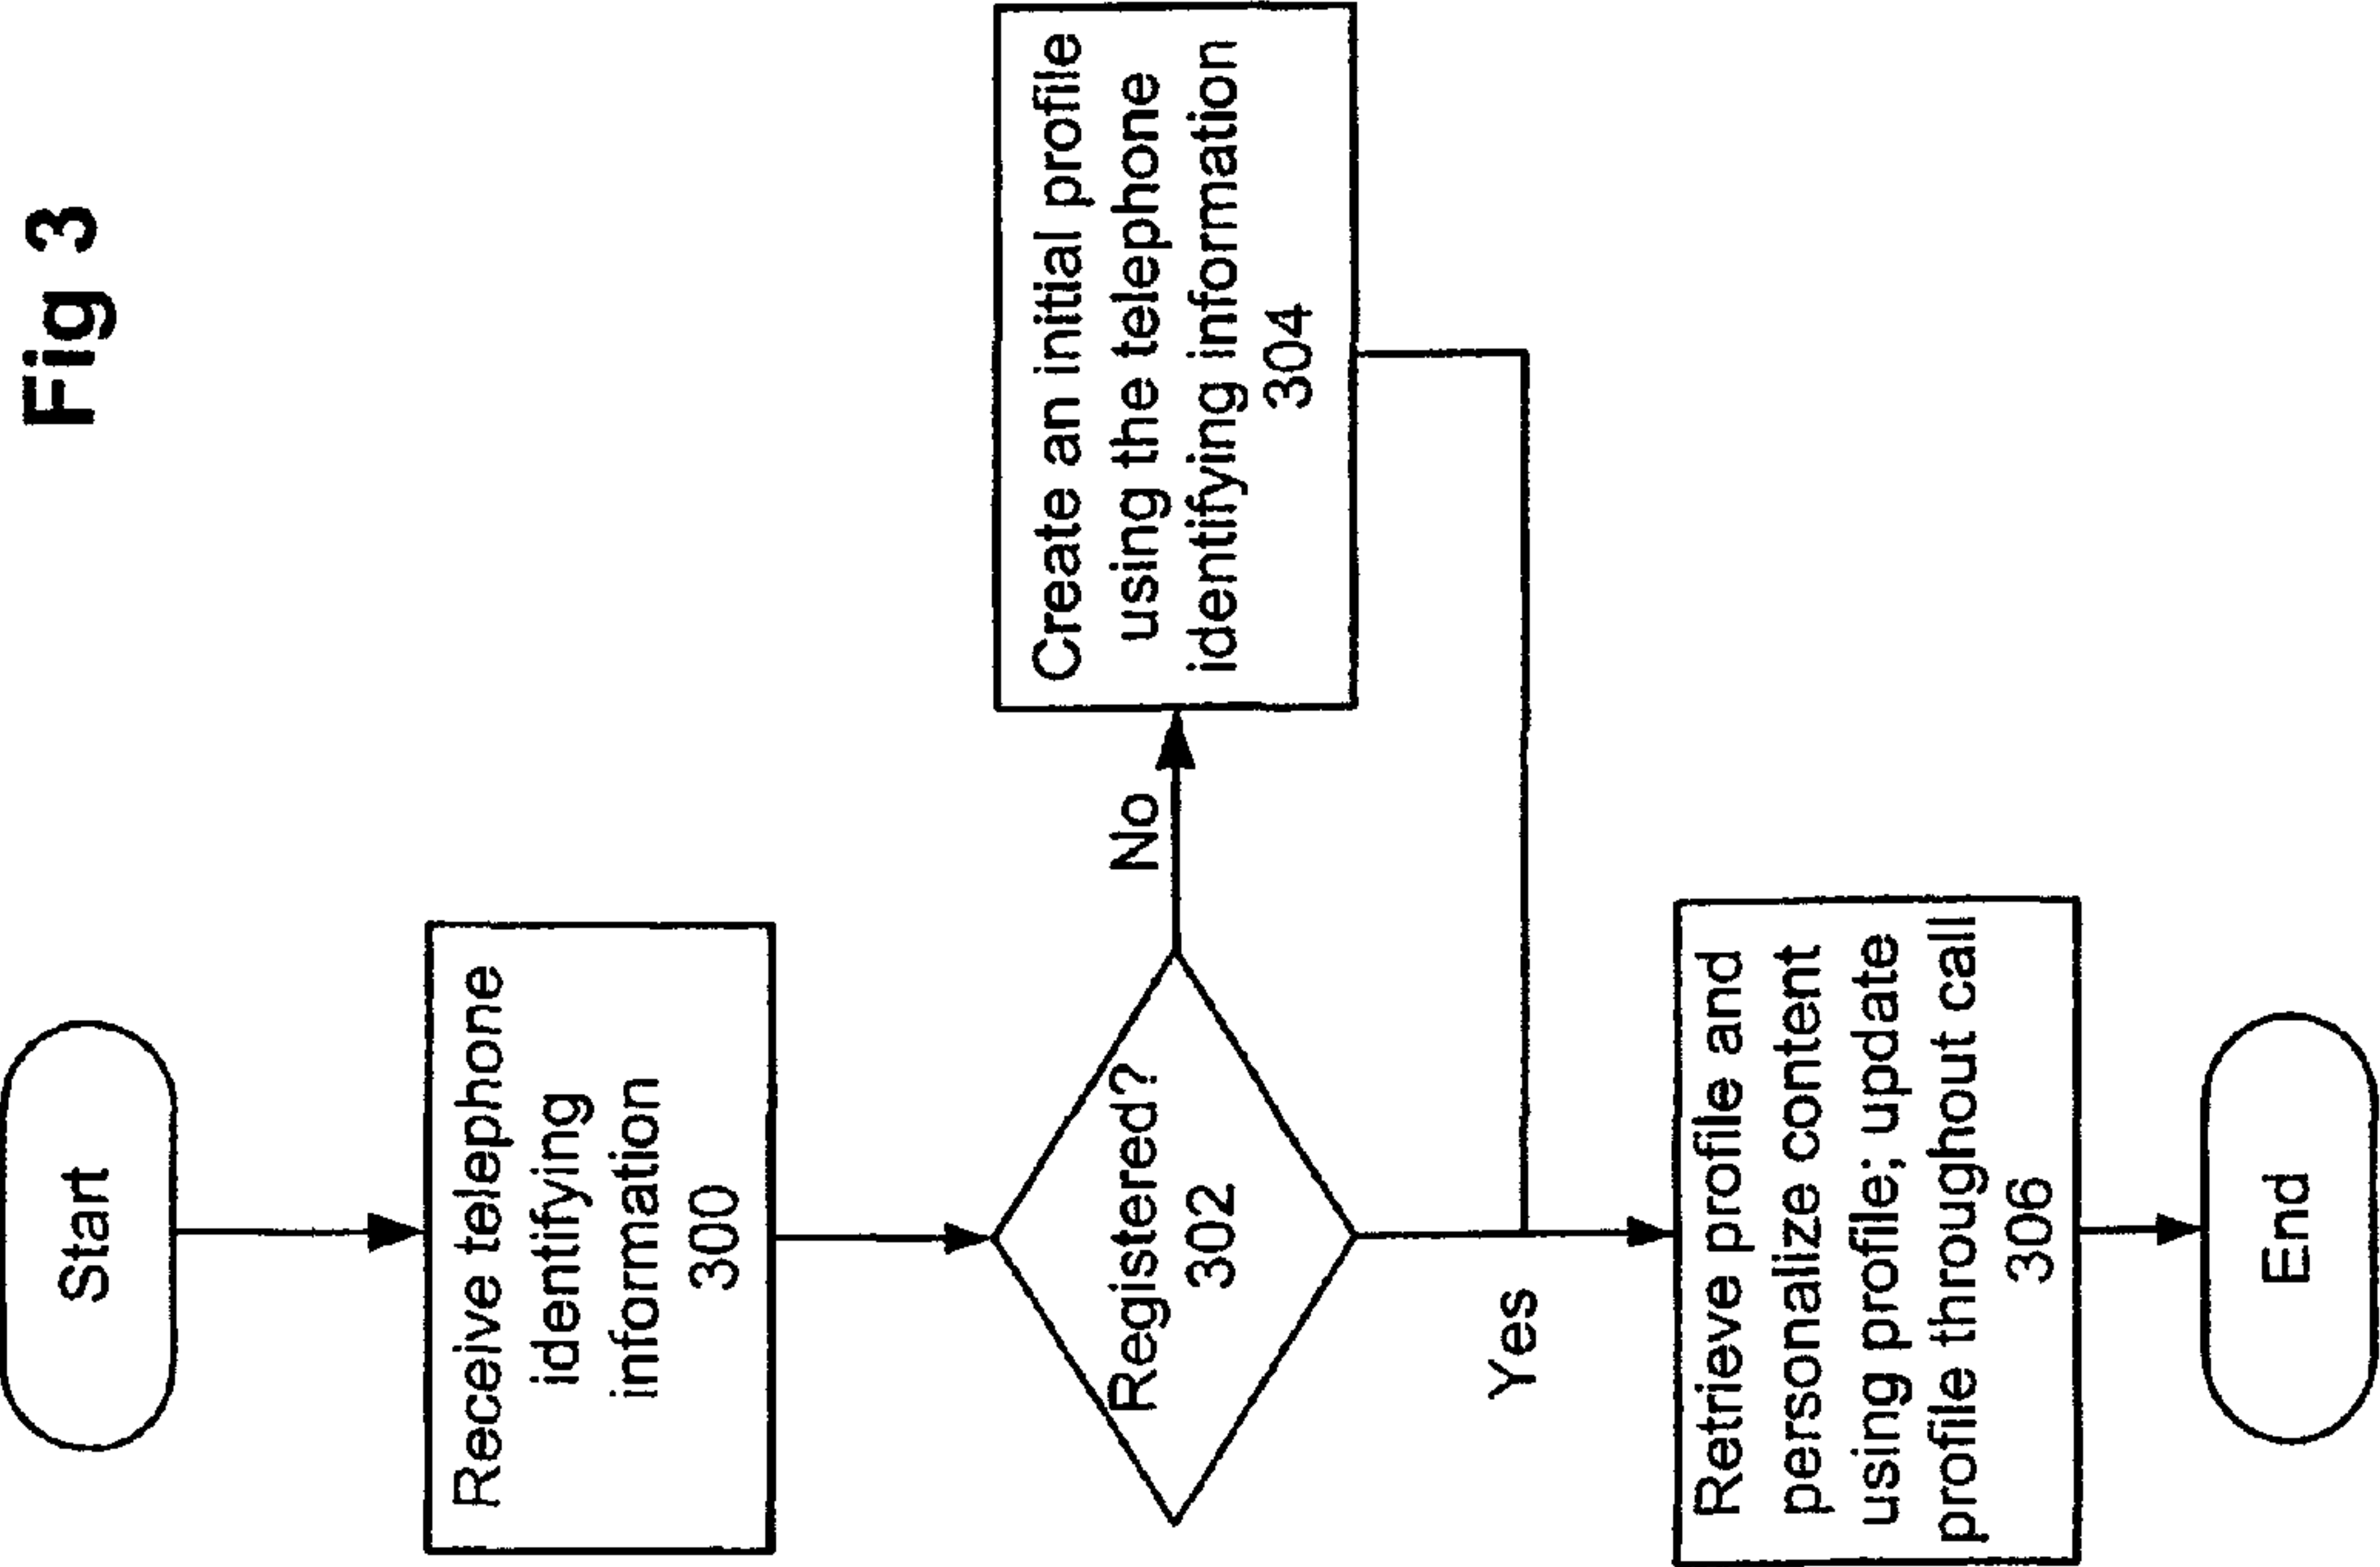 Fig 3
Start
Receive telephone
identifying
information
300
Registered?
302
No
Create an initial profile
using the telephone
identifying information
304
Yes
Retrieve profile and
personalize content
using profile; update
profile throughout call
306
End